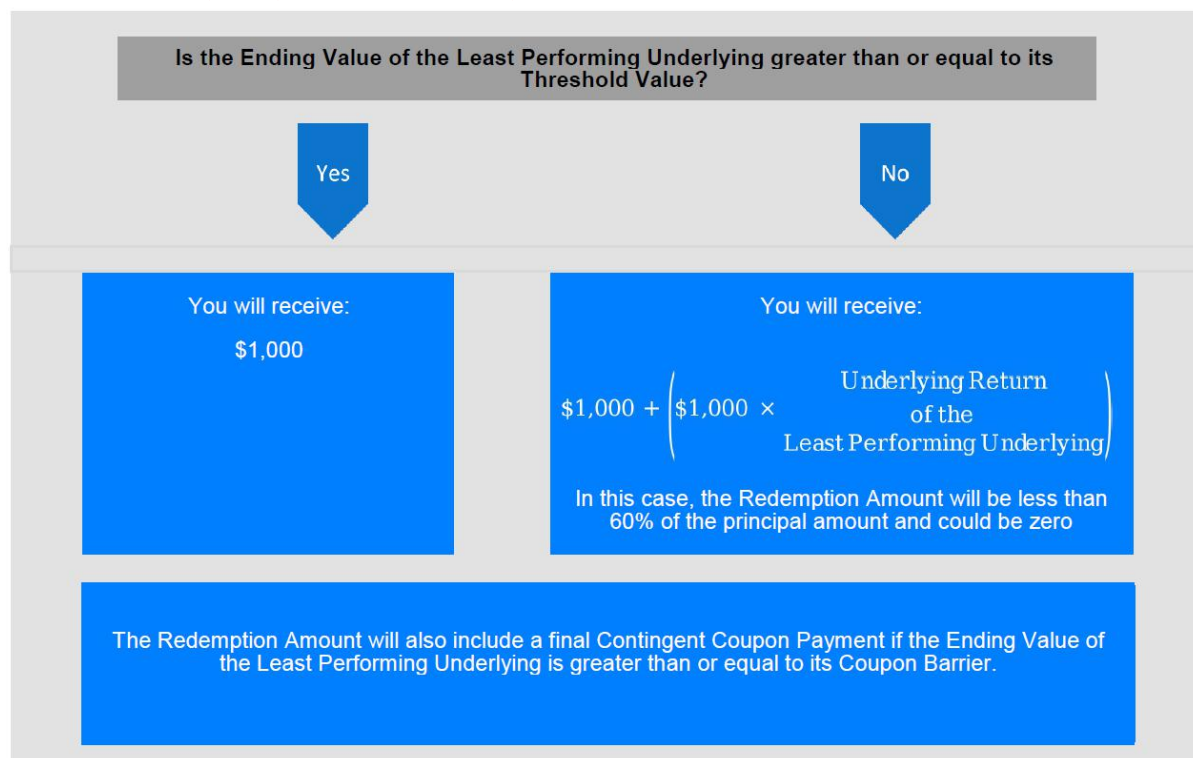 Is the Ending Value of the Least Performing Underlying greater than or equal to its
Threshold Value?
Yes
No
You will receive:
$1,000
You will receive:
$1,000 + ($1,000 × Underlying Return
of the
Least Performing Underlying)
In this case, the Redemption Amount will be less than
60% of the principal amount and could be zero
The Redemption Amount will also include a final Contingent Coupon Payment if the Ending Value of
the Least Performing Underlying is greater than or equal to its Coupon Barrier.